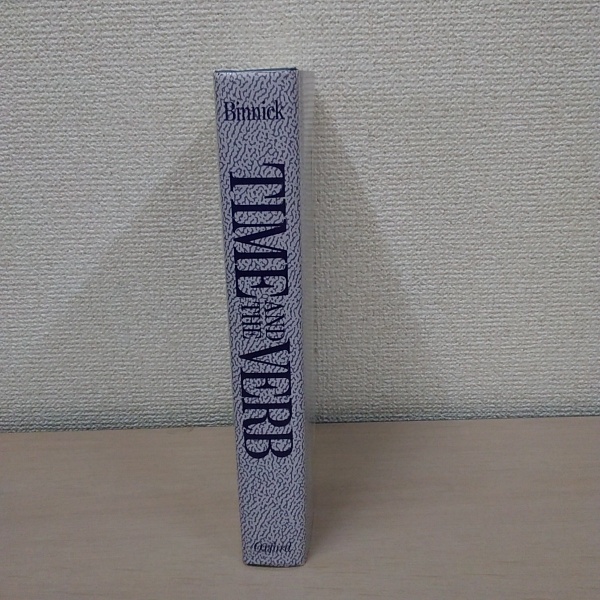 Binnick
TIME AND THE VERB
Oxford